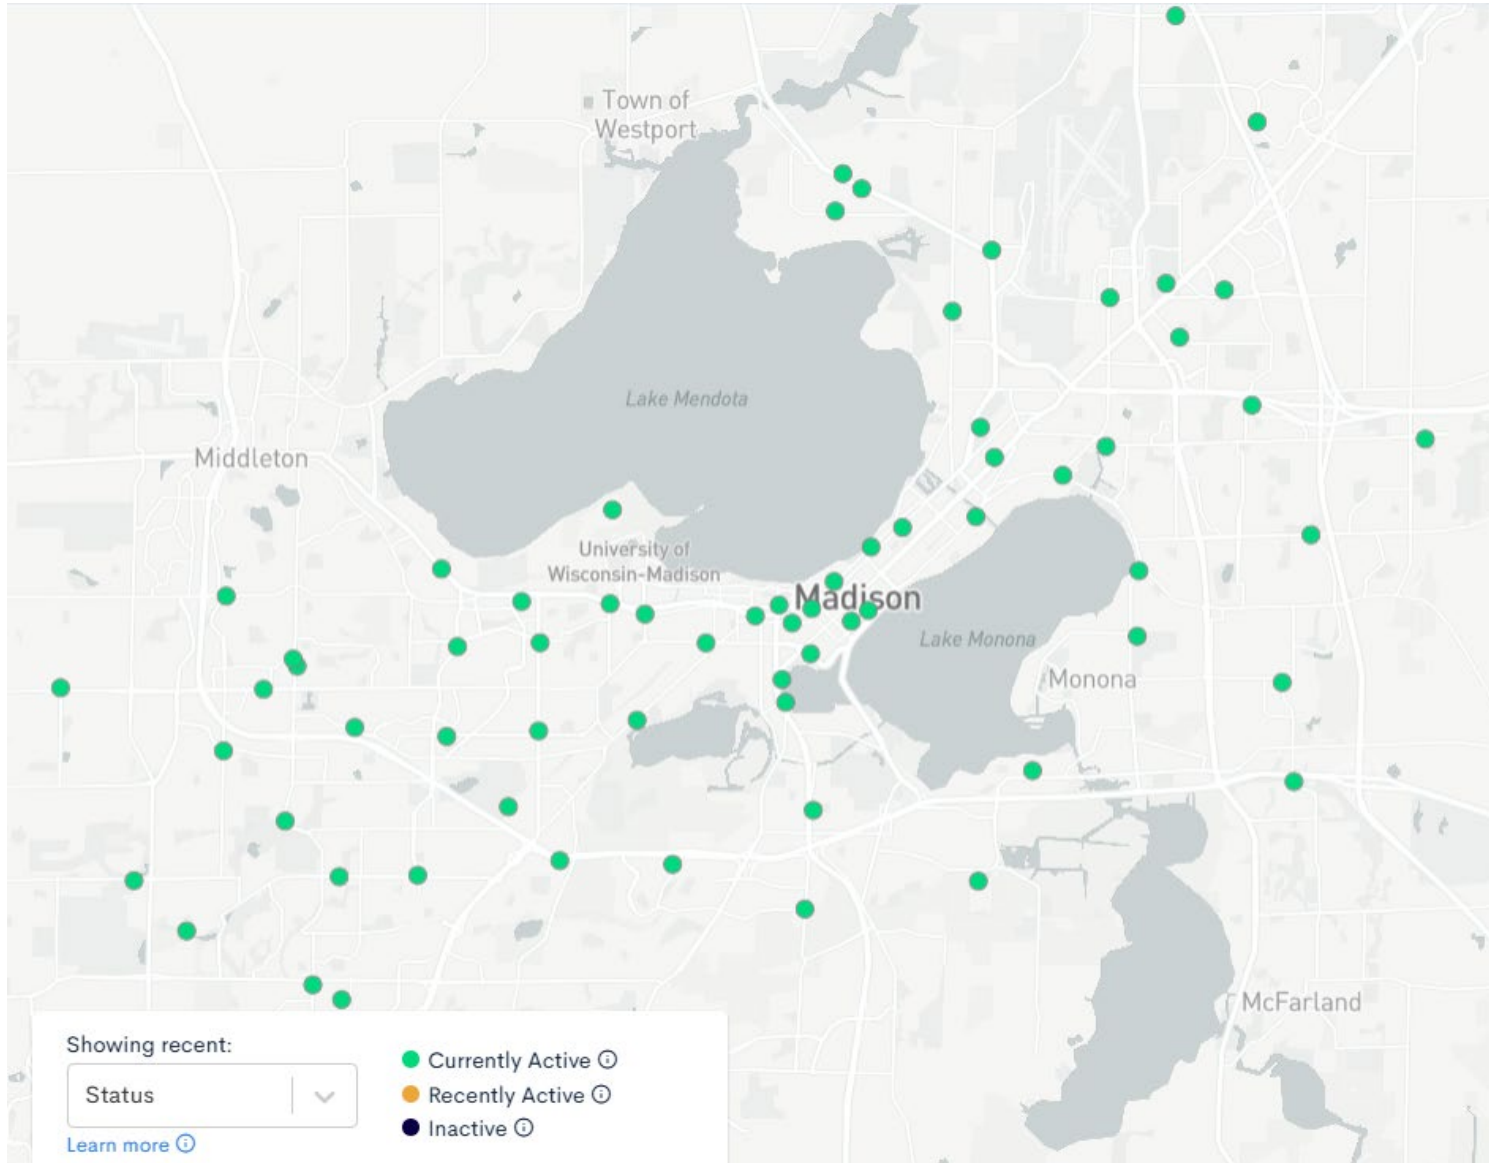 Town of
Westport
Lake Mendota
Middleton
University of
Wisconsin-Madison
Madison
Lake Monona
Monona
McFarland
Showing recent:
Status
Learn more
Currently Active
Recently Active
Inactive